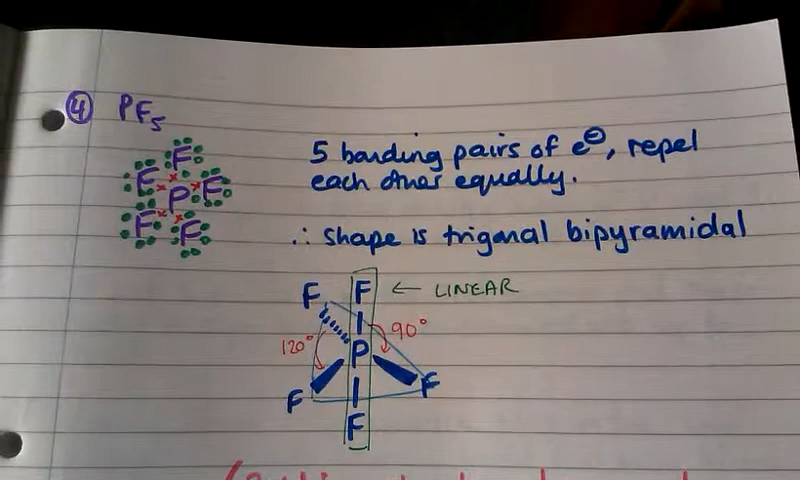 ④ PF₅
5 bonding pairs of e⊖, repel
each other equally.
∴ shape is trigonal bipyramidal
F
F F
P
F F
F F ← LINEAR
120° P 90°
F F
F